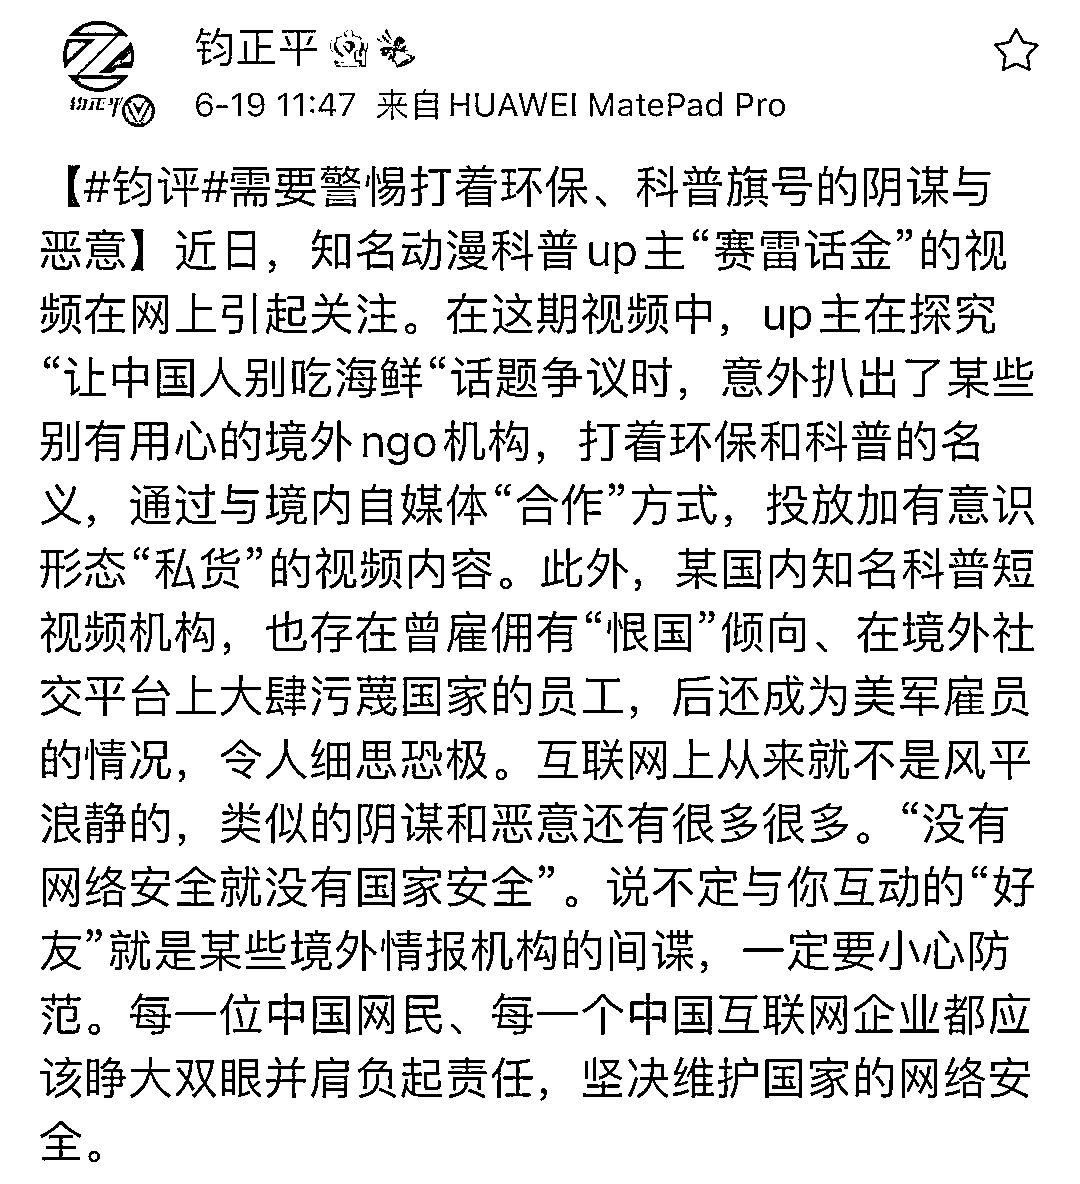 钧正平
6-19 11:47 来自 HUAWEI MatePad Pro
钧正平
【#钧评#需要警惕打着环保、科普旗号的阴谋与
恶意】近日，知名动漫科普up主“赛雷话金”的视
频在网上引起关注。在这期视频中，up主在探究
“让中国人别吃海鲜“话题争议时，意外扒出了某些
别有用心的境外ngo机构，打着环保和科普的名
义，通过与境内自媒体“合作”方式，投放加有意识
形态“私货”的视频内容。此外，某国内知名科普短
视频机构，也存在曾雇佣有“恨国”倾向、在境外社
交平台上大肆污蔑国家的员工，后还成为美军雇员
的情况，令人细思恐极。互联网上从来就不是风平
浪静的，类似的阴谋和恶意还有很多很多。“没有
网络安全就没有国家安全”。说不定与你互动的“好
友”就是某些境外情报机构的间谍，一定要小心防
范。每一位中国网民、每一个中国互联网企业都应
该睁大双眼并肩负起责任，坚决维护国家的网络安
全。